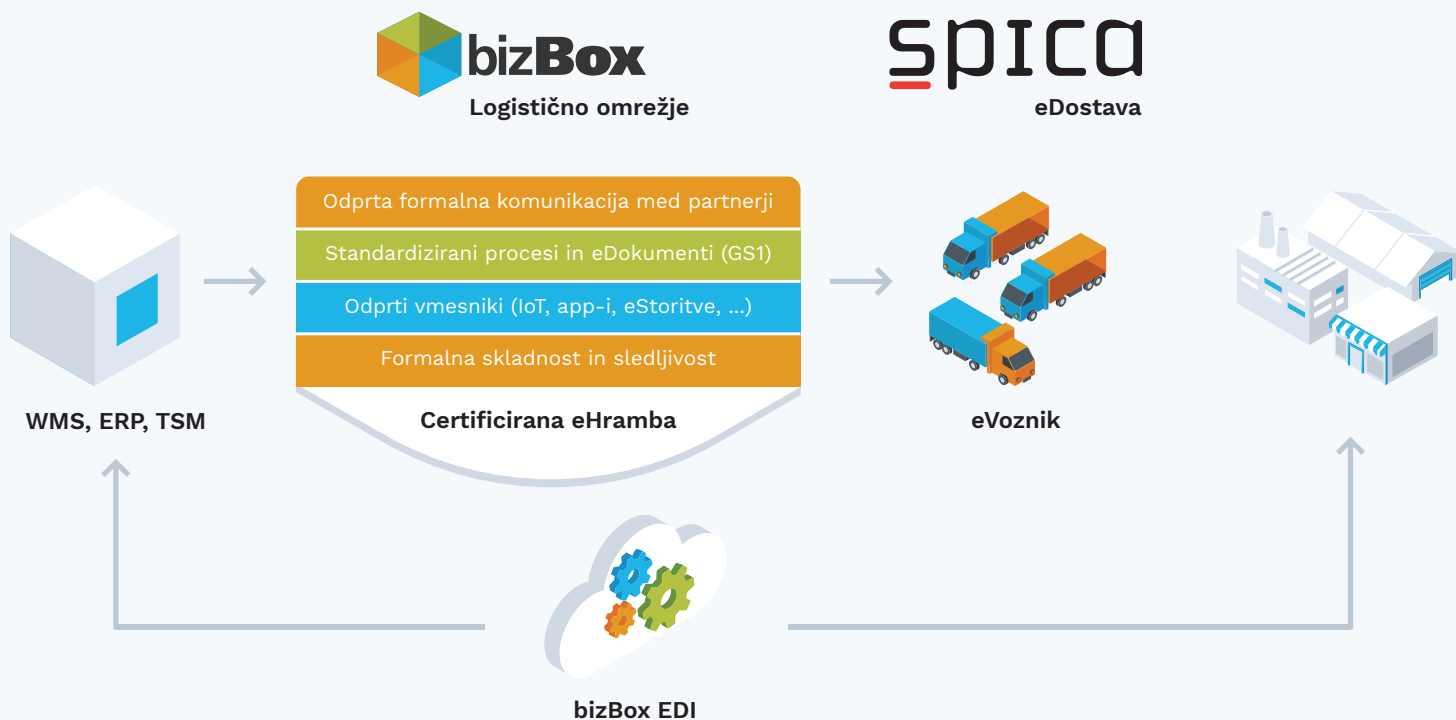 bizBox
Logistično omrežje
spica
eDostava
Odprta formalna komunikacija med partnerji
Standardizirani procesi in eDokumenti (GS1)
Odprti vmesniki (IoT, app-i, eStoritve, ...)
Formalna skladnost in sledljivost
Certificirana eHramba
WMS, ERP, TSM
eVoznik
bizBox EDI